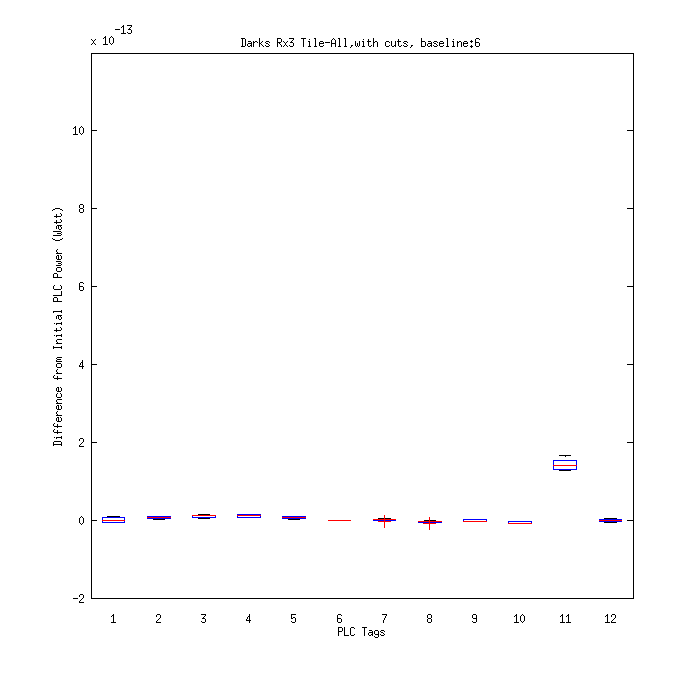 x 10^-13
Darks Rx3 Tile-All,with cuts, baseline:6
10
8
6
4
2
0
-2
Difference from Initial PLC Power (Watt)
1 2 3 4 5 6 7 8 9 10 11 12
PLC Tags